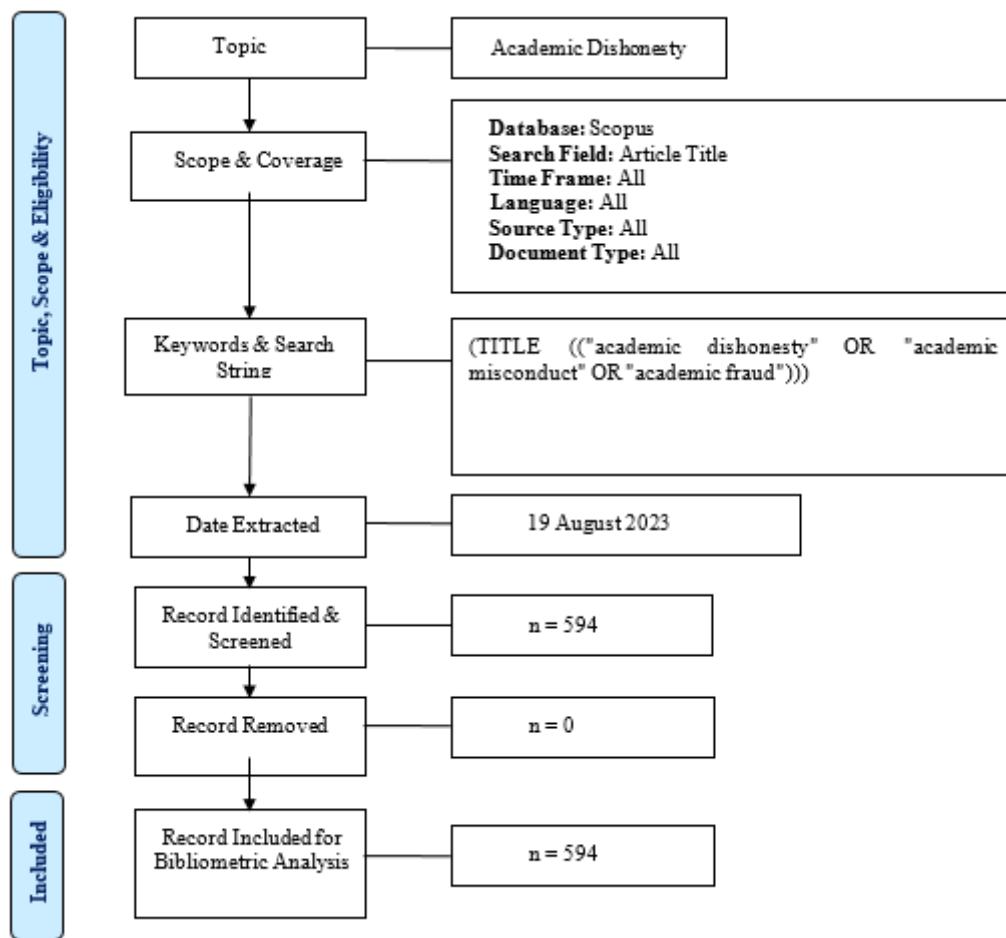 Topic, Scope & Eligibility
Topic
Academic Dishonesty
Scope & Coverage
Database: Scopus
Search Field: Article Title
Time Frame: All
Language: All
Source Type: All
Document Type: All
Keywords & Search
String
(TITLE (("academic dishonesty" OR "academic
misconduct" OR "academic fraud")))
Date Extracted
19 August 2023
Screening
Record Identified &
Screened
n = 594
Record Removed
n = 0
Included
Record Included for
Bibliometric Analysis
n = 594